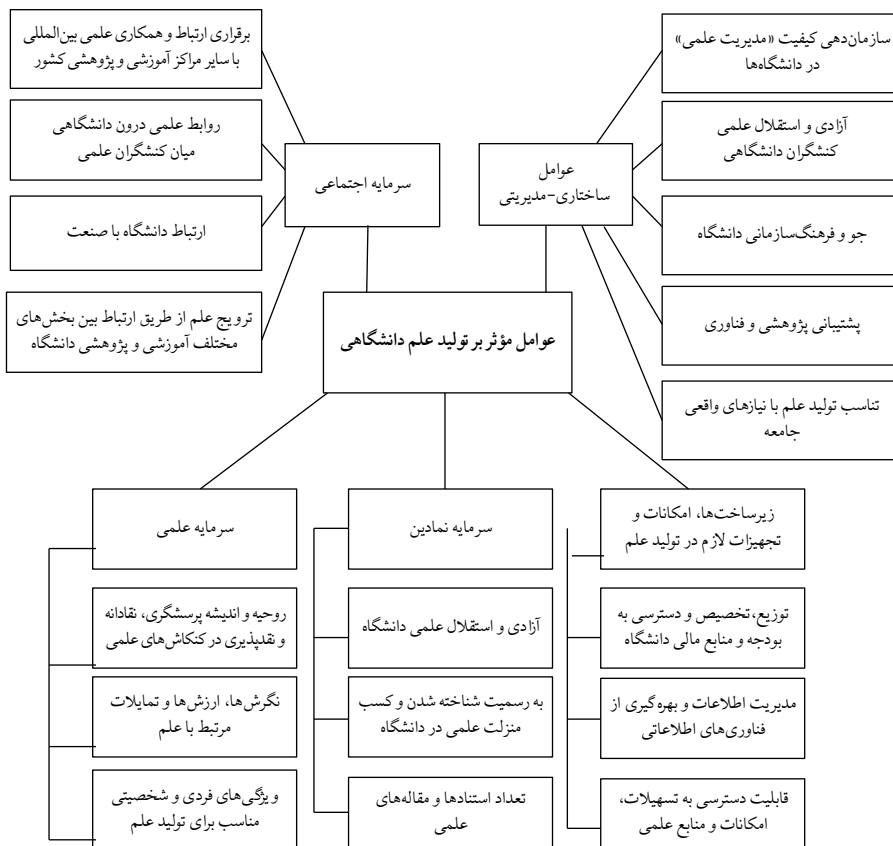 سازمان‌دهی کیفیت «مدیریت علمی»
در دانشگاه‌ها
آزادی و استقلال علمی
کنشگران دانشگاهی
جو و فرهنگ‌سازمانی دانشگاه
پشتیبانی پژوهشی و فناوری
تناسب تولید علم با نیازهای واقعی
جامعه
عوامل
ساختاری-مدیریتی
سرمایه اجتماعی
برقراری ارتباط و همکاری علمی بین‌المللی
با سایر مراکز آموزشی و پژوهشی کشور
روابط علمی درون دانشگاهی
میان کنشگران علمی
ارتباط دانشگاه با صنعت
ترویج علم از طریق ارتباط بین بخش‌های
مختلف آموزشی و پژوهشی دانشگاه
عوامل مؤثر بر تولید علم دانشگاهی
زیرساخت‌ها، امکانات و
تجهیزات لازم در تولید علم
توزیع،تخصیص و دسترسی به
بودجه و منابع مالی دانشگاه
مدیریت اطلاعات و بهره‌گیری از
فناوری‌های اطلاعاتی
قابلیت دسترسی به تسهیلات،
امکانات و منابع علمی
سرمایه نمادین
آزادی و استقلال علمی دانشگاه
به رسمیت شناخته شدن و کسب
منزلت علمی در دانشگاه
تعداد استنادها و مقاله‌های
علمی
سرمایه علمی
روحیه و اندیشه پرسشگری، نقادانه
و نقدپذیری در کنکاش‌های علمی
نگرش‌ها، ارزش‌ها و تمایلات
مرتبط با علم
ویژگی‌های فردی و شخصیتی
مناسب برای تولید علم